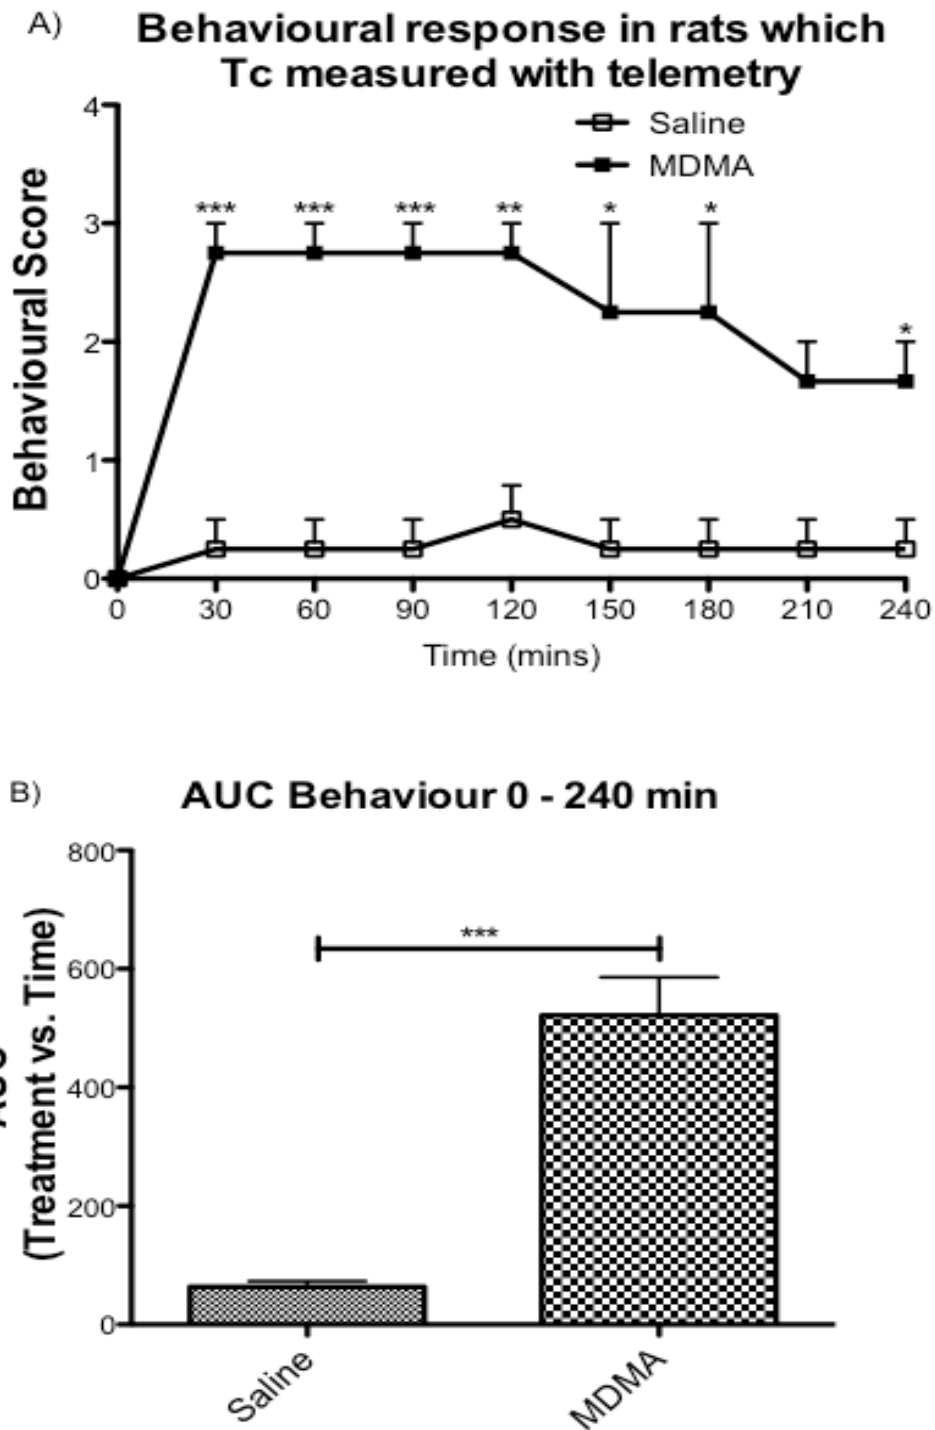 A)
Behavioural response in rats which
Tc measured with telemetry
Saline
MDMA
Behavioural Score
4
3
2
1
0
*** *** *** ** * * *
0 30 60 90 120 150 180 210 240
Time (mins)
B)
AUC Behaviour 0 - 240 min
(Treatment vs. Time)
800
600
400
200
0
***
Saline
MDMA